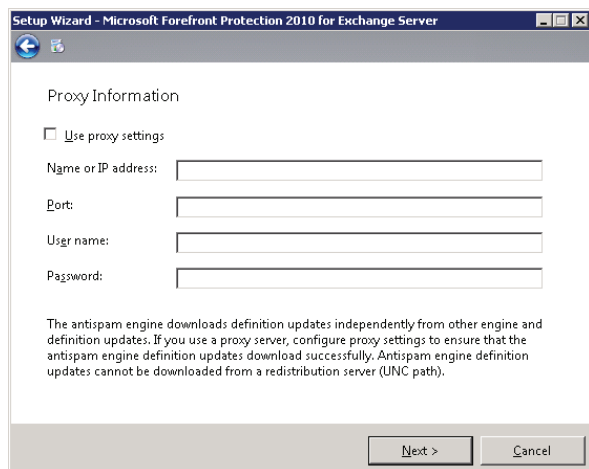 Setup Wizard - Microsoft Forefront Protection 2010 for Exchange Server
Proxy Information
Use proxy settings
Name or IP address:
Port:
User name:
Password:
The antispam engine downloads definition updates independently from other engine and
definition updates. If you use a proxy server, configure proxy settings to ensure that the
antispam engine definition updates download successfully. Antispam engine definition
updates cannot be downloaded from a redistribution server (UNC path).
Next >
Cancel